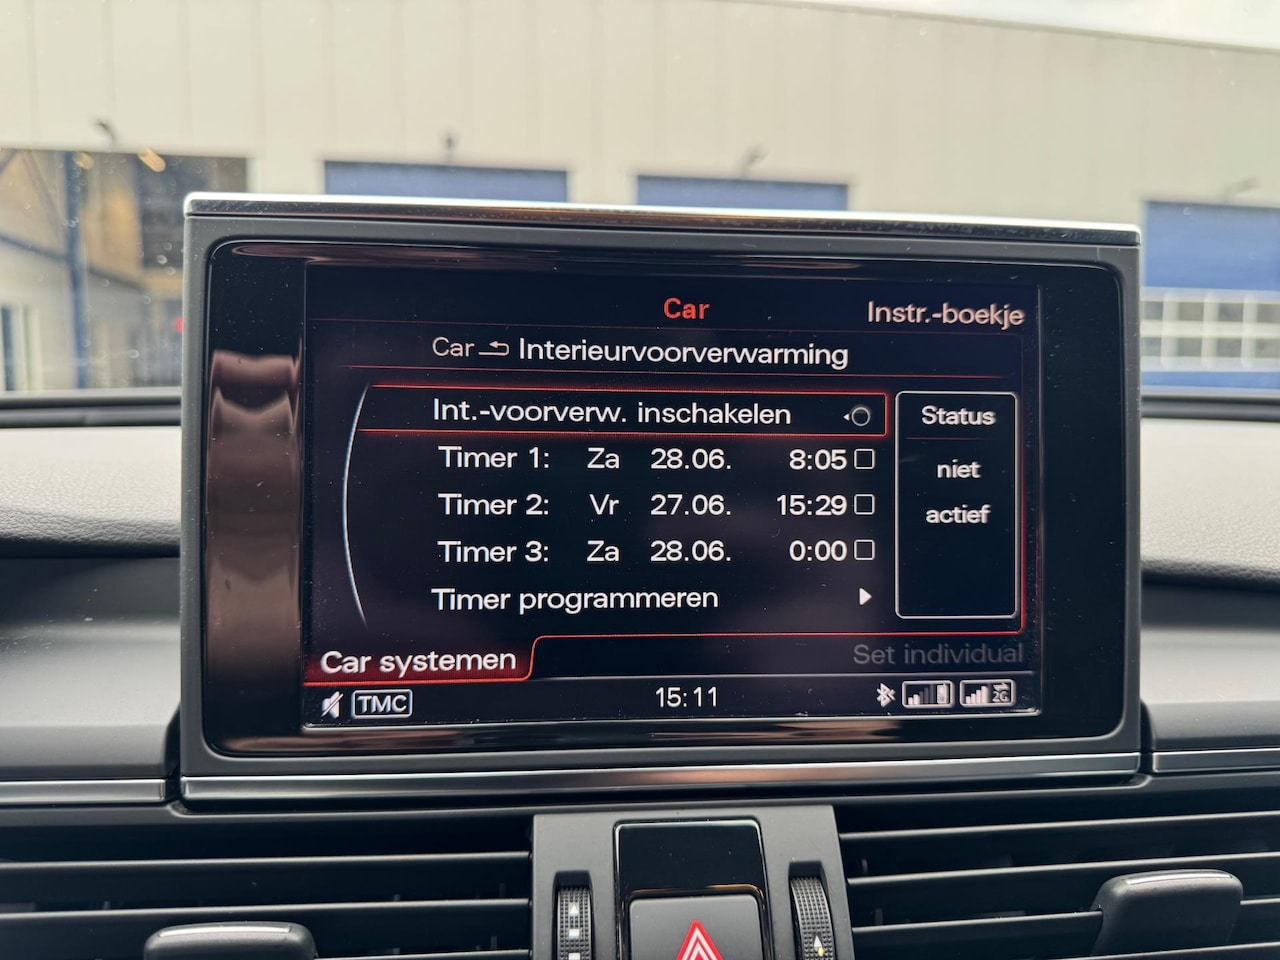 Car
Instr.-boekje
Car Interieurvoorverwarming
Int.-voorverw. inschakelen
Timer 1: Za 28.06. 8:05
Timer 2: Vr 27.06. 15:29
Timer 3: Za 28.06. 0:00
Timer programmeren
Status
niet
actief
Car systemen
Set individual
TMC
15:11
2G